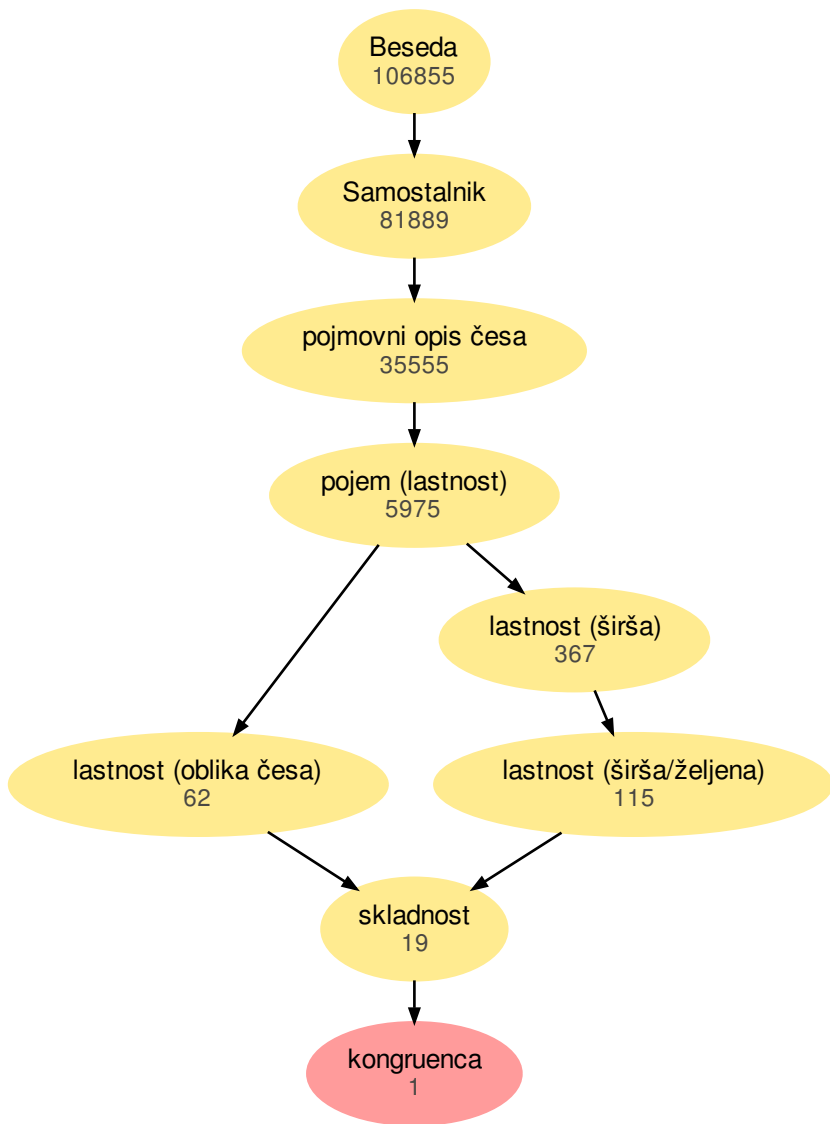 Beseda
106855
Samostalnik
81889
pojmovni opis česa
35555
pojem (lastnost)
5975
lastnost (širša)
367
lastnost (oblika česa)
62
lastnost (širša/željena)
115
skladnost
19
kongruenca
1